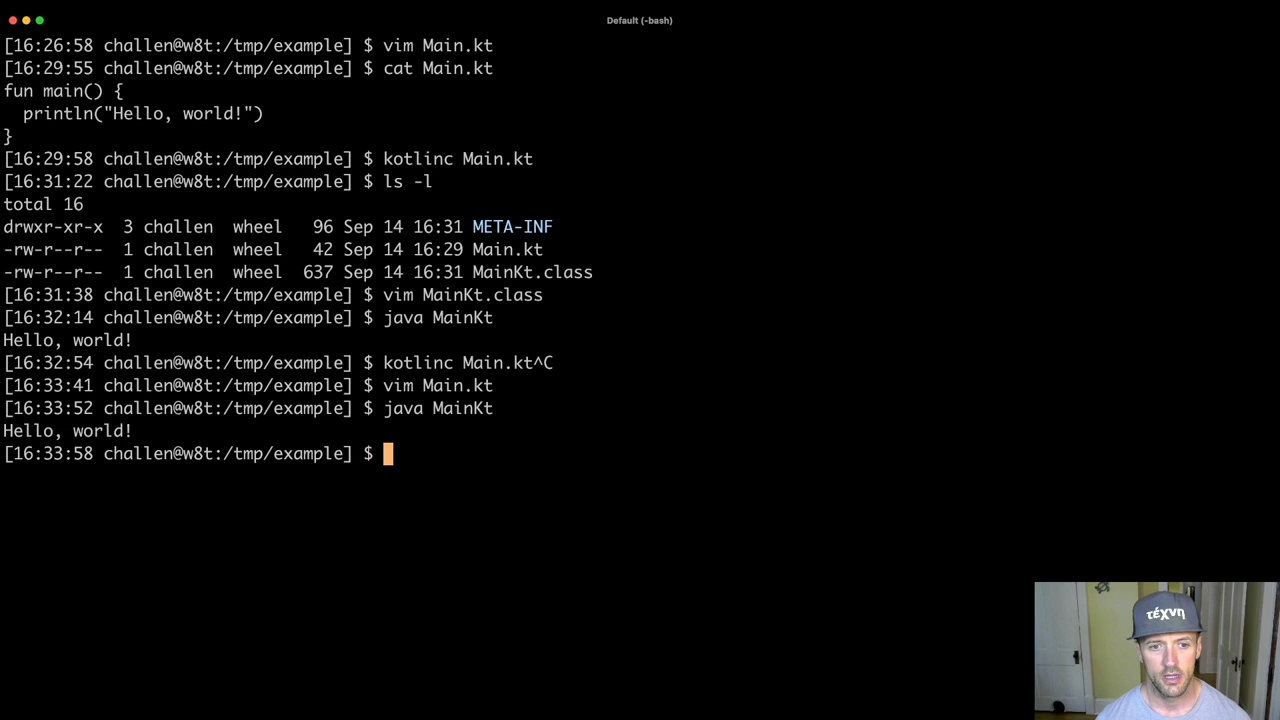 Default (-bash)
[16:26:58 challen@w8t:/tmp/example] $ vim Main.kt
[16:29:55 challen@w8t:/tmp/example] $ cat Main.kt
fun main() {
  println("Hello, world!")
}
[16:29:58 challen@w8t:/tmp/example] $ kotlinc Main.kt
[16:31:22 challen@w8t:/tmp/example] $ ls -l
total 16
drwxr-xr-x  3 challen  wheel   96 Sep 14 16:31 META-INF
-rw-r--r--  1 challen  wheel   42 Sep 14 16:29 Main.kt
-rw-r--r--  1 challen  wheel  637 Sep 14 16:31 MainKt.class
[16:31:38 challen@w8t:/tmp/example] $ vim MainKt.class
[16:32:14 challen@w8t:/tmp/example] $ java MainKt
Hello, world!
[16:32:54 challen@w8t:/tmp/example] $ kotlinc Main.kt^C
[16:33:41 challen@w8t:/tmp/example] $ vim Main.kt
[16:33:52 challen@w8t:/tmp/example] $ java MainKt
Hello, world!
[16:33:58 challen@w8t:/tmp/example] $
τέχνη